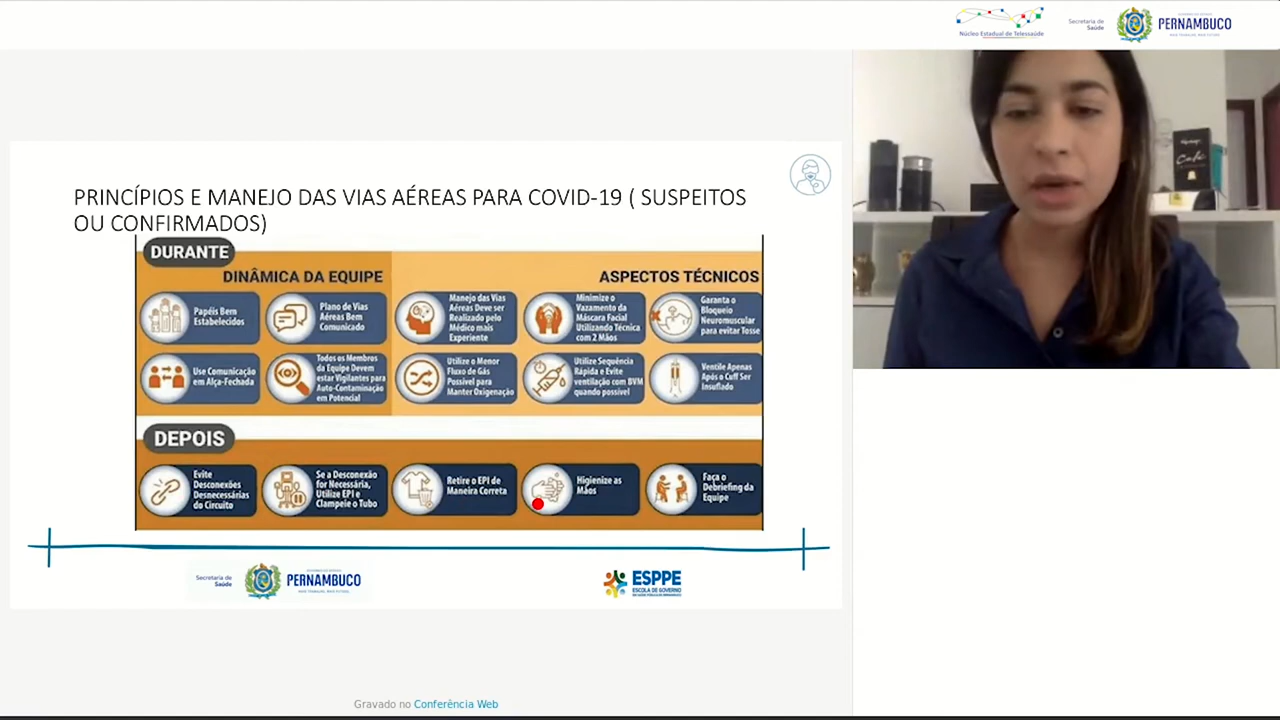 Núcleo Estadual de Telessaúde
Secretaria de
Saúde
PERNAMBUCO
PRINCÍPIOS E MANEJO DAS VIAS AÉREAS PARA COVID-19 ( SUSPEITOS
OU CONFIRMADOS)
DURANTE
DINÂMICA DA EQUIPE
ASPECTOS TÉCNICOS
Papéis Bem
Estabelecidos
Plano de Vias
Aéreas Bem
Comunicado
Manejo das Vias
Aéreas Deve ser
Realizado pelo
Médico mais
Experiente
Minimize o
Vazamento da
Máscara Facial
Utilizando Técnica
com 2 Mãos
Garanta o
Bloqueio
Neuromuscular
para evitar Tosse
Use Comunicação
em Alça-Fechada
Todos os Membros
da Equipe Devem
estar Vigilantes para
Auto-Contaminação
em Potencial
Utilize o Menor
Fluxo de Gás
Possível para
Manter Oxigenação
Utilize Sequência
Rápida e Evite
ventilação com BVM
quando possível
Ventile Apenas
Após o Cuff Ser
Insuflado
DEPOIS
Evite
Desconexões
Desnecessárias
do Circuito
Se a Desconexão
for Necessária,
Utilize EPI e
Clampeie o Tubo
Retire o EPI de
Maneira Correta
Higienize as
Mãos
Faça o
Debriefing da
Equipe
Secretaria de
Saúde
PERNAMBUCO
ESPPE
ESCOLA DE GOVERNO
Gravado no Conferência Web